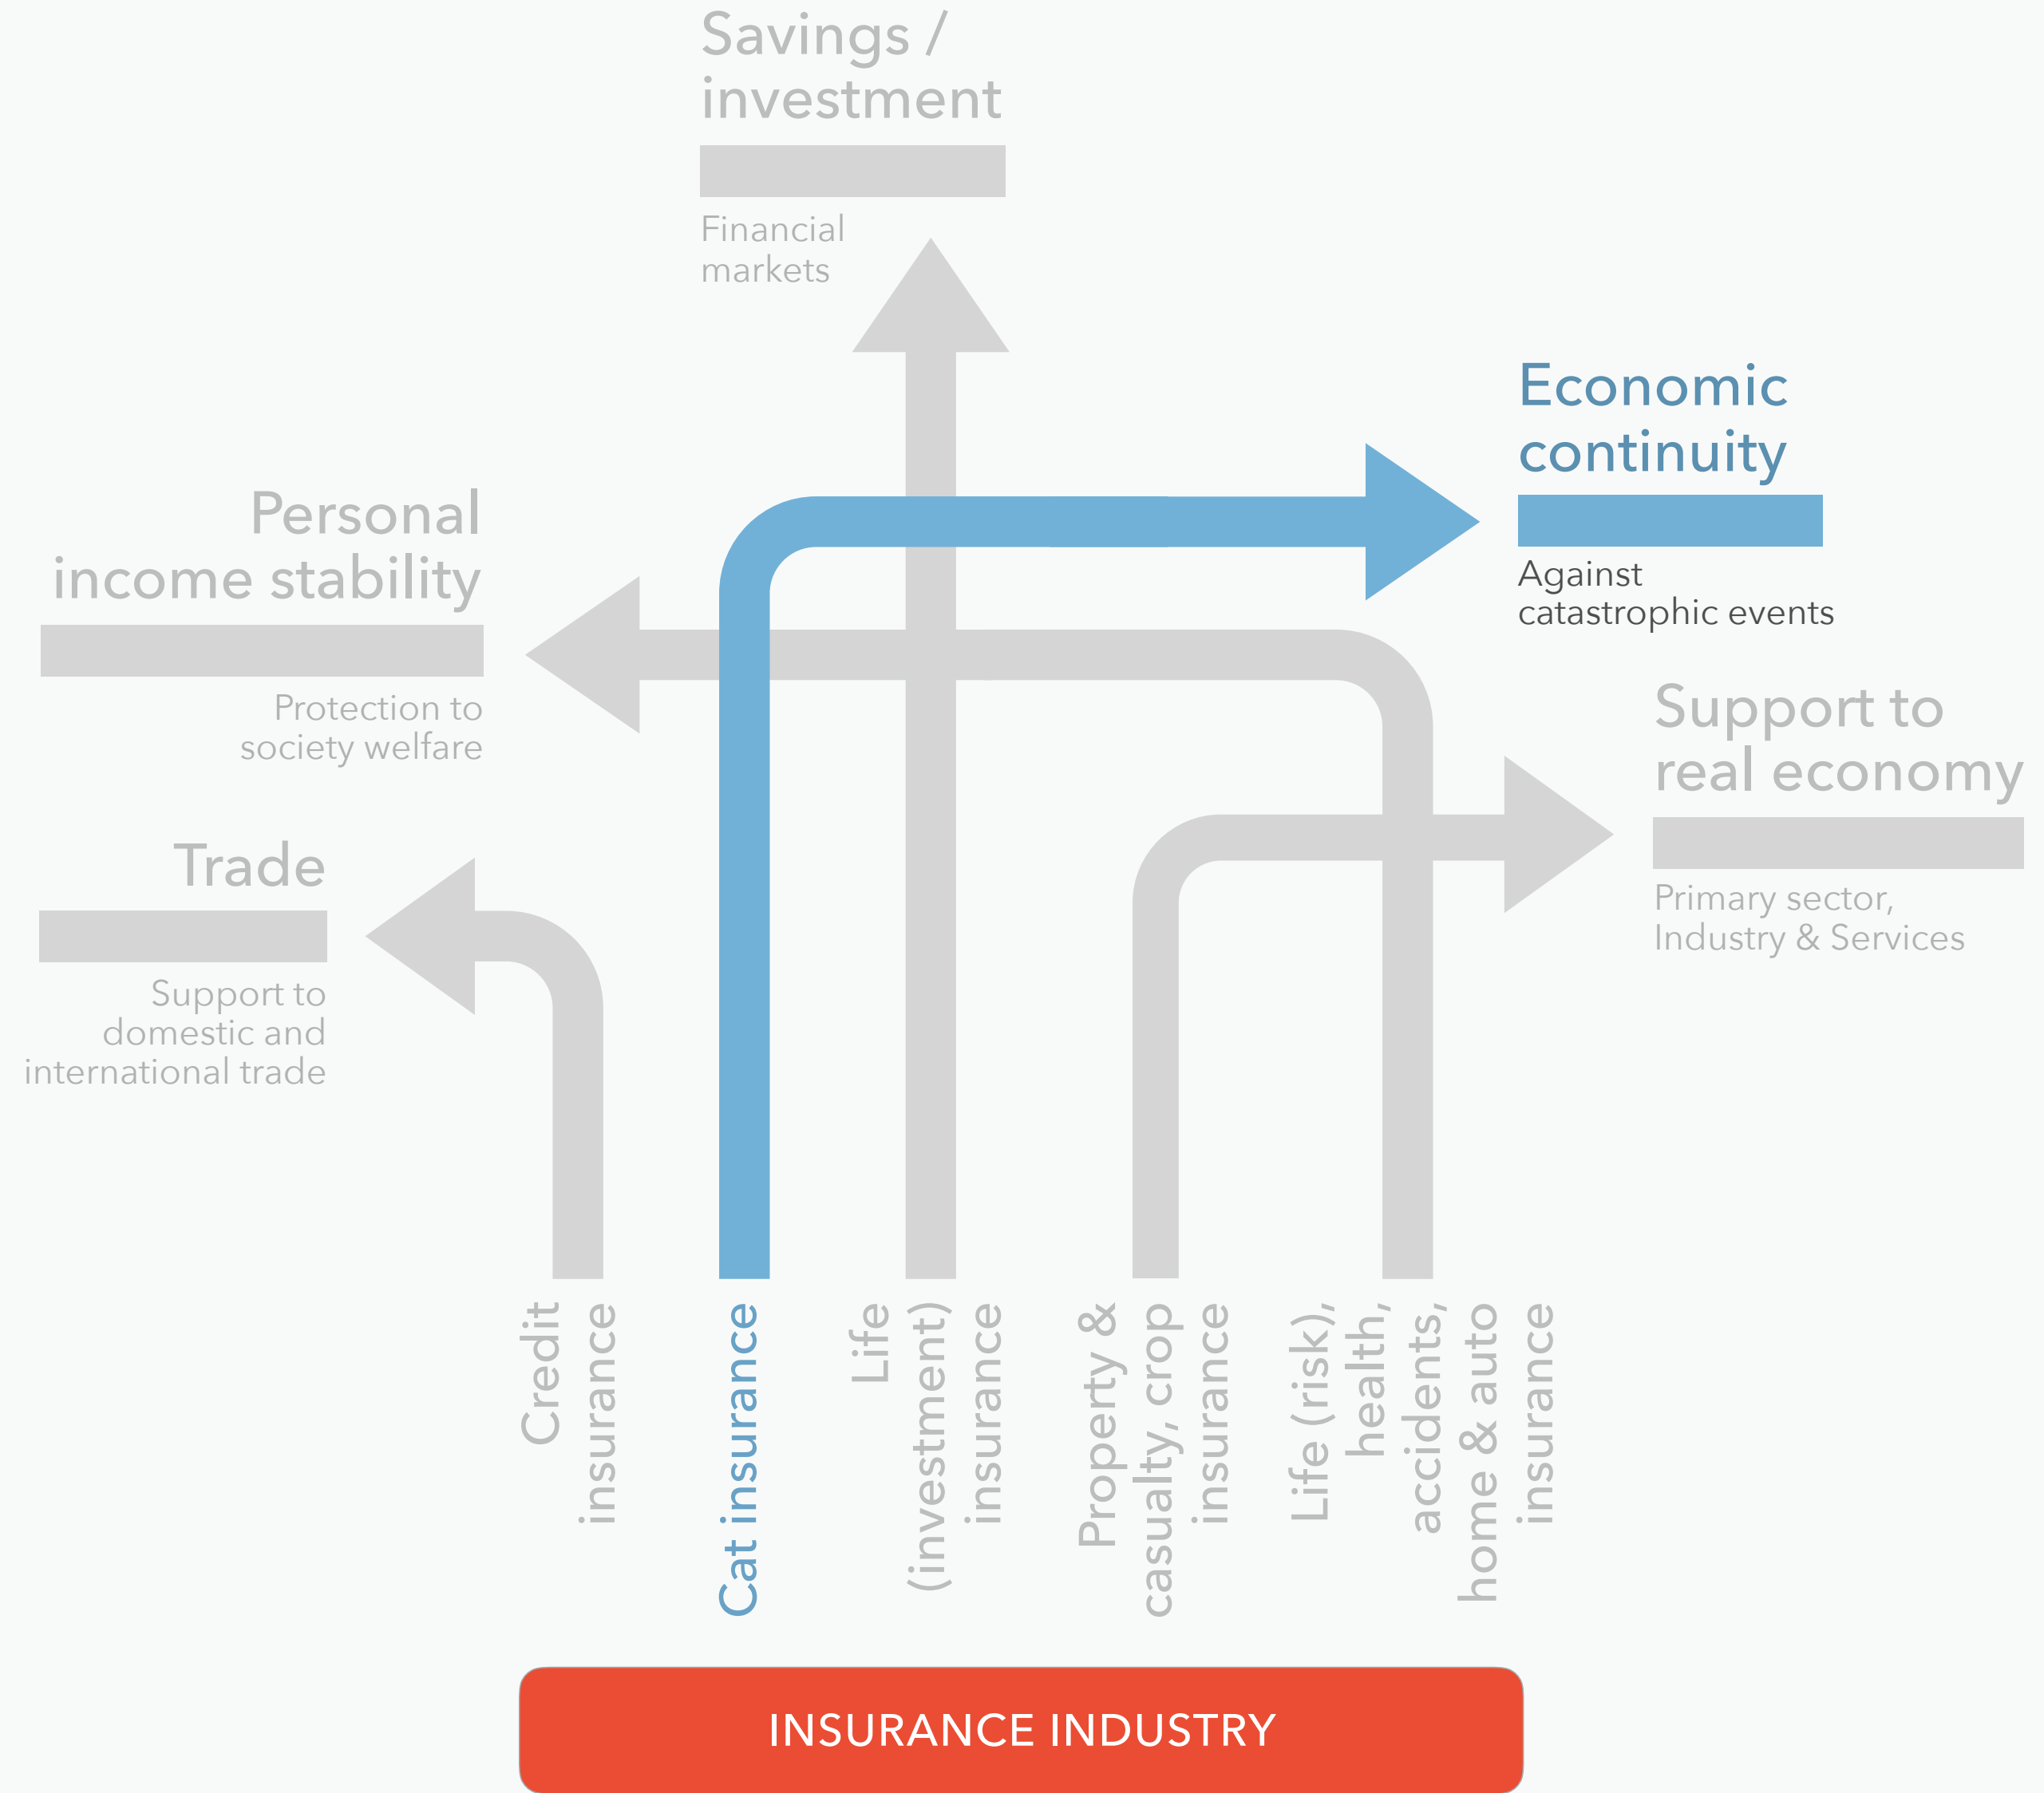 Savings /
investment
Financial
markets
Economic
continuity
Against
catastrophic events
Personal
income stability
Protection to
society welfare
Support to
real economy
Primary sector,
Industry & Services
Trade
Support to
domestic and
international trade
Credit
insurance
Cat insurance
Life
(investment)
insurance
Property &
casualty, crop
insurance
Life (risk),
health,
accidents,
home & auto
insurance
INSURANCE INDUSTRY